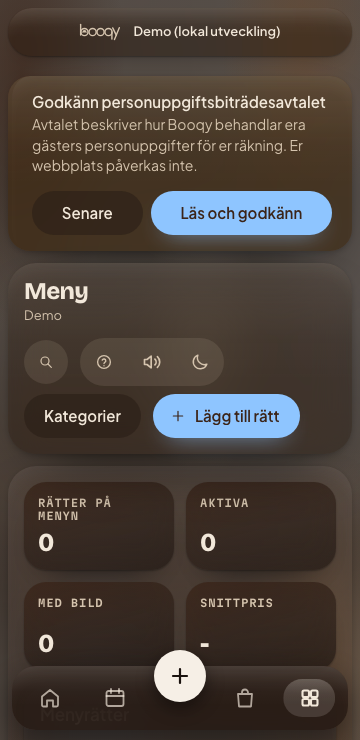 booqy Demo (lokal utveckling)
Godkänn personuppgiftsbiträdesavtalet
Avtalet beskriver hur Booqy behandlar era
gästers personuppgifter för er räkning. Er
webbplats påverkas inte.
Senare Läs och godkänn
Meny
Demo
Kategorier + Lägg till rätt
RÄTTER PÅ
MENYN
0
AKTIVA
0
MED BILD
0
SNITTPRIS
-
Menyrätter